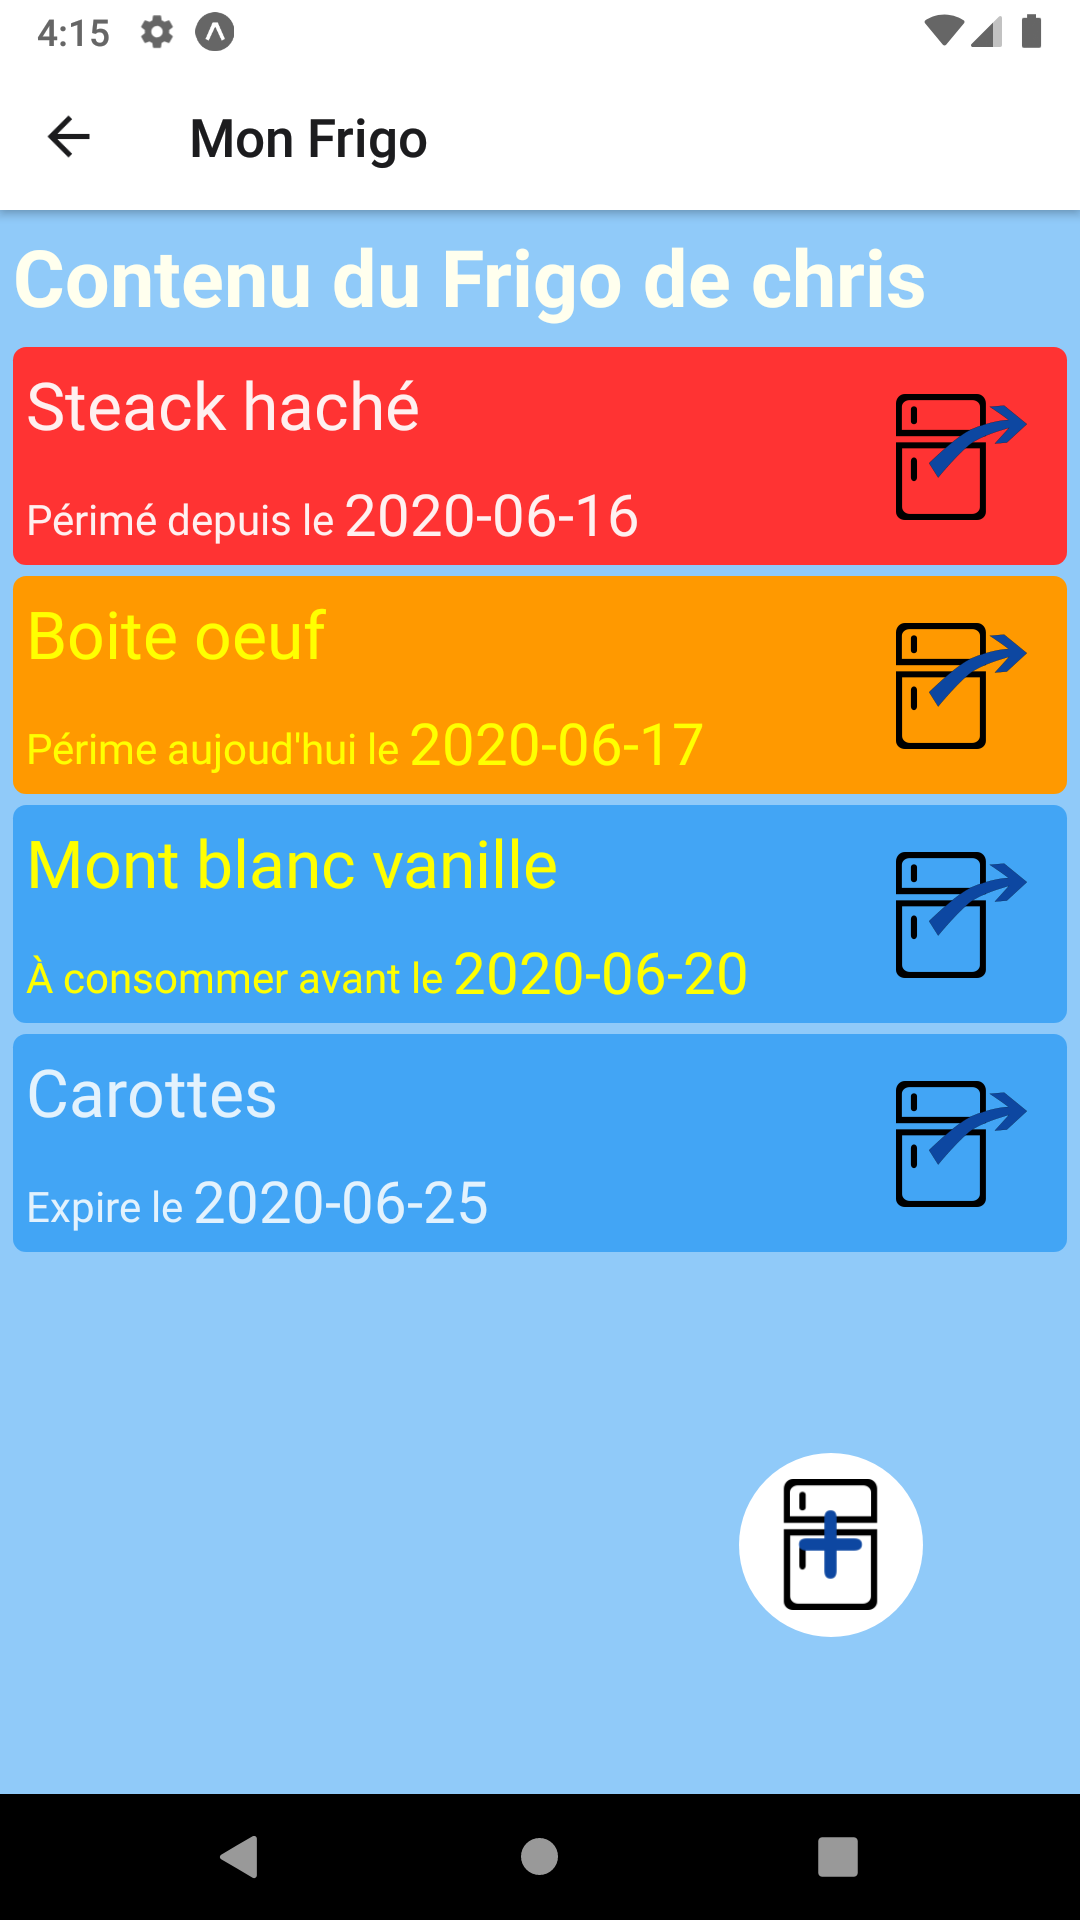 4:15
Mon Frigo
Contenu du Frigo de chris
Steack haché
Périmé depuis le 2020-06-16
Boite oeuf
Périme aujoud'hui le 2020-06-17
Mont blanc vanille
À consommer avant le 2020-06-20
Carottes
Expire le 2020-06-25